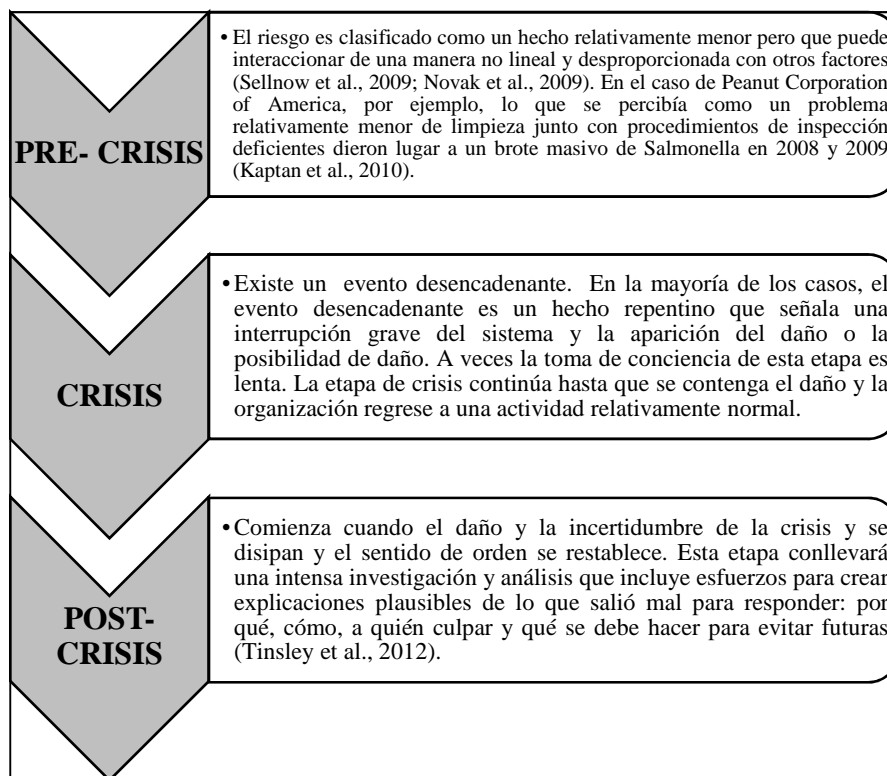 PRE- CRISIS
• El riesgo es clasificado como un hecho relativamente menor pero que puede
interaccionar de una manera no lineal y desproporcionada con otros factores
(Sellnow et al., 2009; Novak et al., 2009). En el caso de Peanut Corporation
of America, por ejemplo, lo que se percibía como un problema
relativamente menor de limpieza junto con procedimientos de inspección
deficientes dieron lugar a un brote masivo de Salmonella en 2008 y 2009
(Kaptan et al., 2010).
CRISIS
• Existe un evento desencadenante. En la mayoría de los casos, el
evento desencadenante es un hecho repentino que señala una
interrupción grave del sistema y la aparición del daño o la
posibilidad de daño. A veces la toma de conciencia de esta etapa es
lenta. La etapa de crisis continúa hasta que se contenga el daño y la
organización regrese a una actividad relativamente normal.
POST-
CRISIS
• Comienza cuando el daño y la incertidumbre de la crisis y se
disipan y el sentido de orden se restablece. Esta etapa conllevará
una intensa investigación y análisis que incluye esfuerzos para crear
explicaciones plausibles de lo que salió mal para responder: por
qué, cómo, a quién culpar y qué se debe hacer para evitar futuras
(Tinsley et al., 2012).